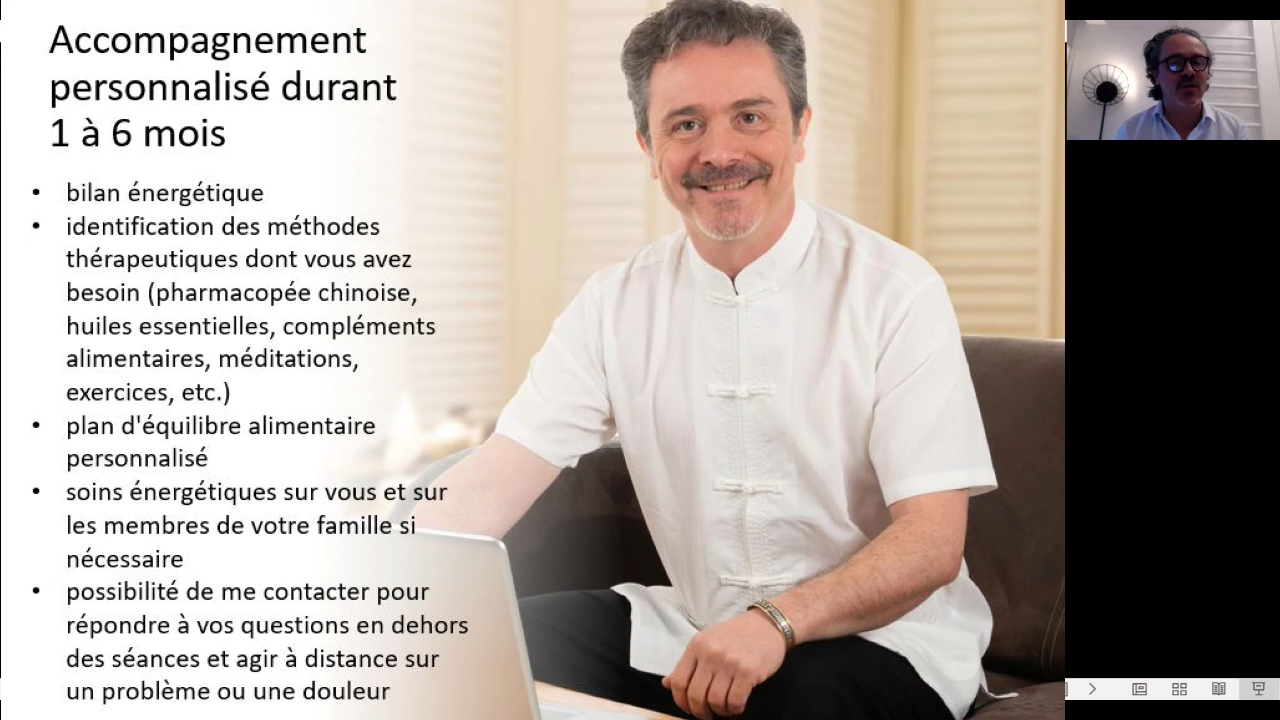 Accompagnement
personnalisé durant
1 à 6 mois
• bilan énergétique
• identification des méthodes
thérapeutiques dont vous avez
besoin (pharmacopée chinoise,
huiles essentielles, compléments
alimentaires, méditations,
exercices, etc.)
• plan d'équilibre alimentaire
personnalisé
• soins énergétiques sur vous et sur
les membres de votre famille si
nécessaire
• possibilité de me contacter pour
répondre à vos questions en dehors
des séances et agir à distance sur
un problème ou une douleur